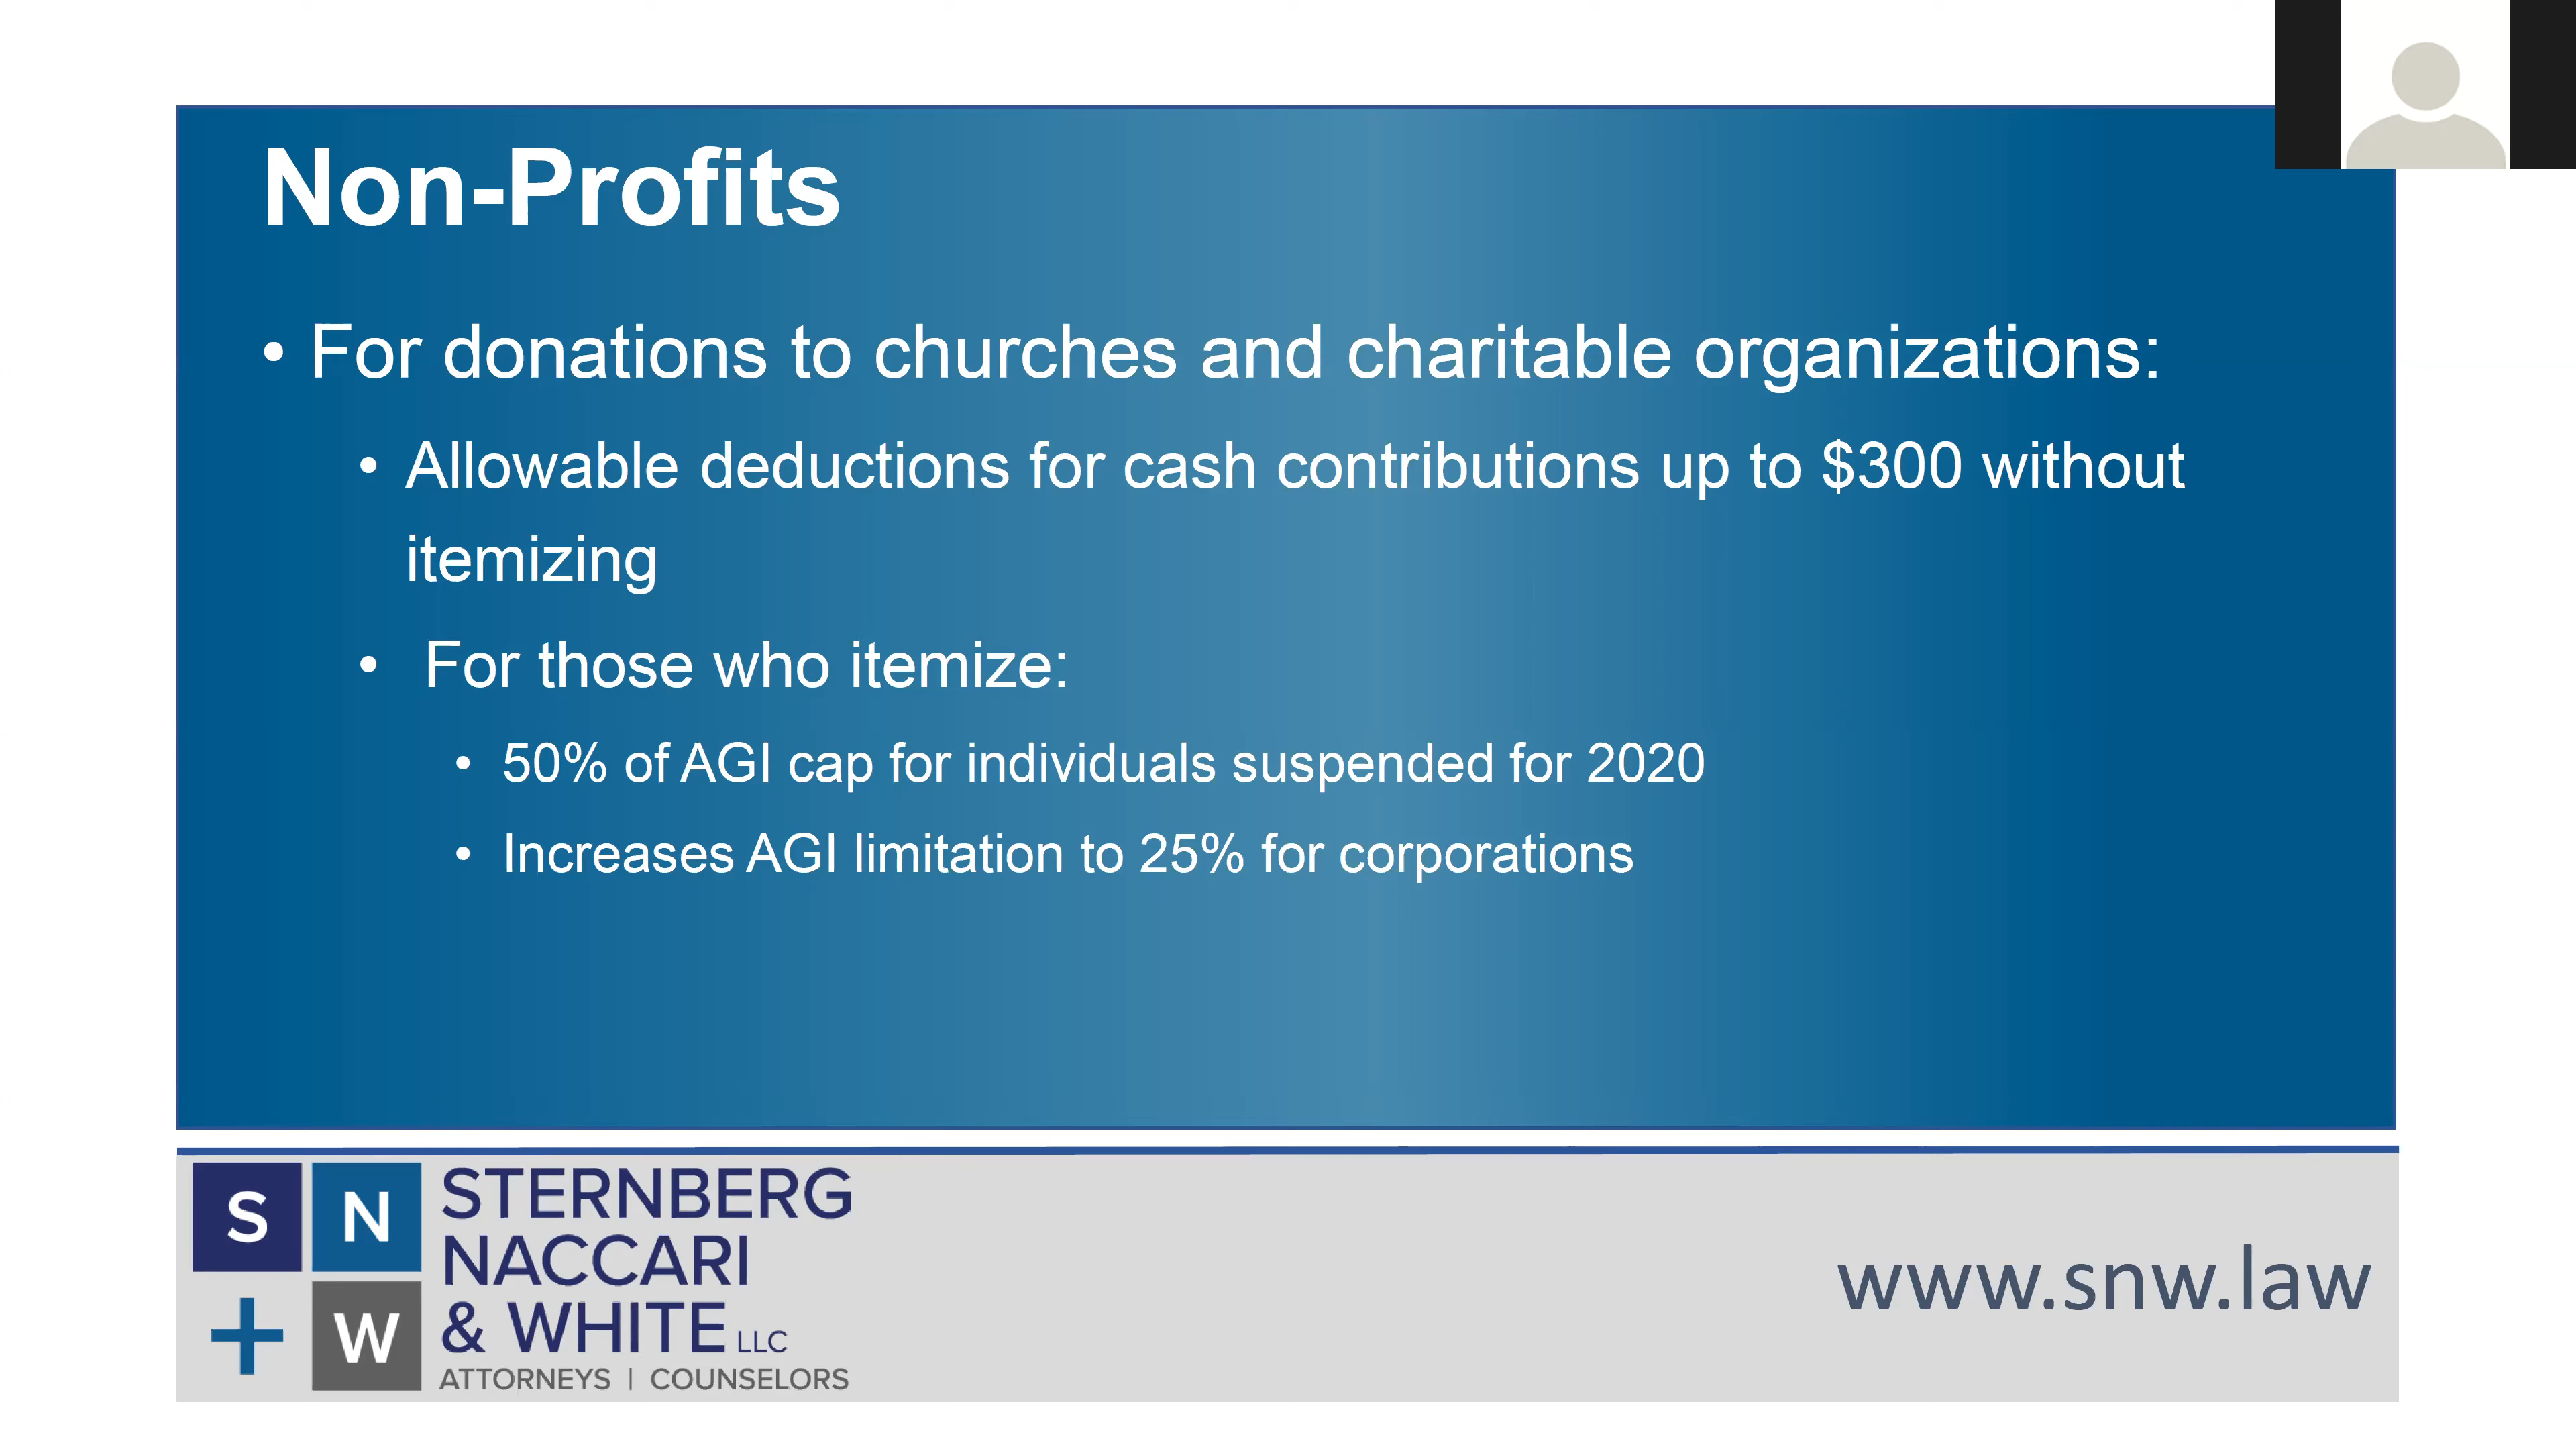 Non-Profits
• For donations to churches and charitable organizations:
• Allowable deductions for cash contributions up to $300 without
itemizing
• For those who itemize:
• 50% of AGI cap for individuals suspended for 2020
• Increases AGI limitation to 25% for corporations
S N
+ W
STERNBERG
NACCARI
& WHITE LLC
ATTORNEYS | COUNSELORS
www.snw.law